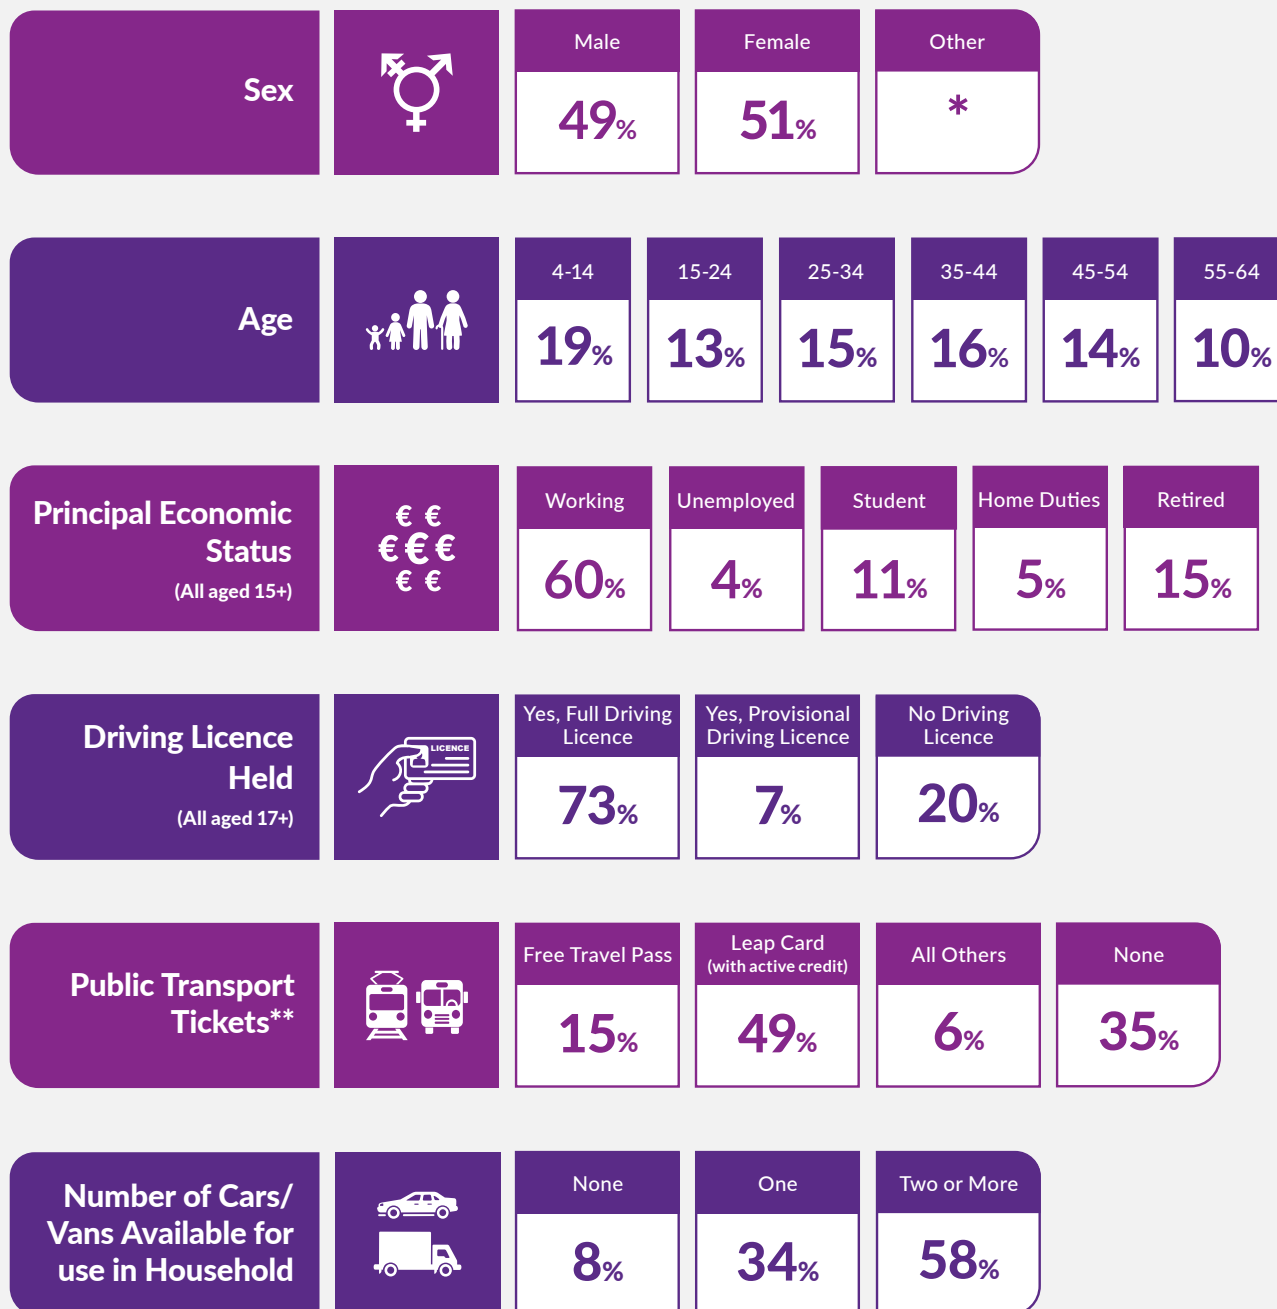 Sex
Male
Female
Other
49%
51%
*
Age
4-14
15-24
25-34
35-44
45-54
55-64
19%
13%
15%
16%
14%
10%
Principal Economic
Status
(All aged 15+)
€ €
€ € €
€ €
Working
Unemployed
Student
Home Duties
Retired
60%
4%
11%
5%
15%
Driving Licence
Held
(All aged 17+)
LICENCE
Yes, Full Driving
Licence
Yes, Provisional
Driving Licence
No Driving
Licence
73%
7%
20%
Public Transport
Tickets**
Free Travel Pass
Leap Card
(with active credit)
All Others
None
15%
49%
6%
35%
Number of Cars/
Vans Available for
use in Household
None
One
Two or More
8%
34%
58%